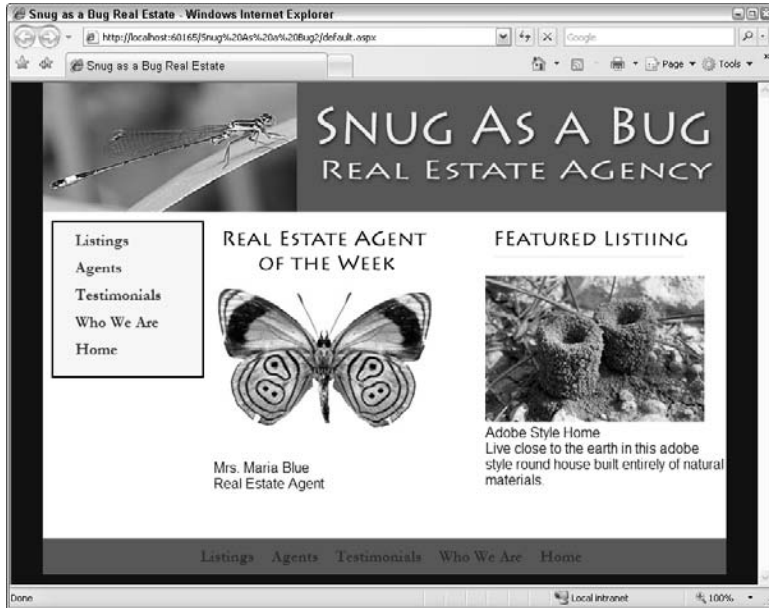 Snug as a Bug Real Estate - Windows Internet Explorer
http://localhost:60165/Snug%20As%20a%20Bug2/default.aspx
Google
Snug as a Bug Real Estate
Page
Tools
SNUG AS A BUG
REAL ESTATE AGENCY
Listings
Agents
Testimonials
Who We Are
Home
REAL ESTATE AGENT
OF THE WEEK
Mrs. Maria Blue
Real Estate Agent
FEATURED LISTIING
Adobe Style Home
Live close to the earth in this adobe
style round house built entirely of natural
materials.
Listings Agents Testimonials Who We Are Home
Done
Local intranet
100%